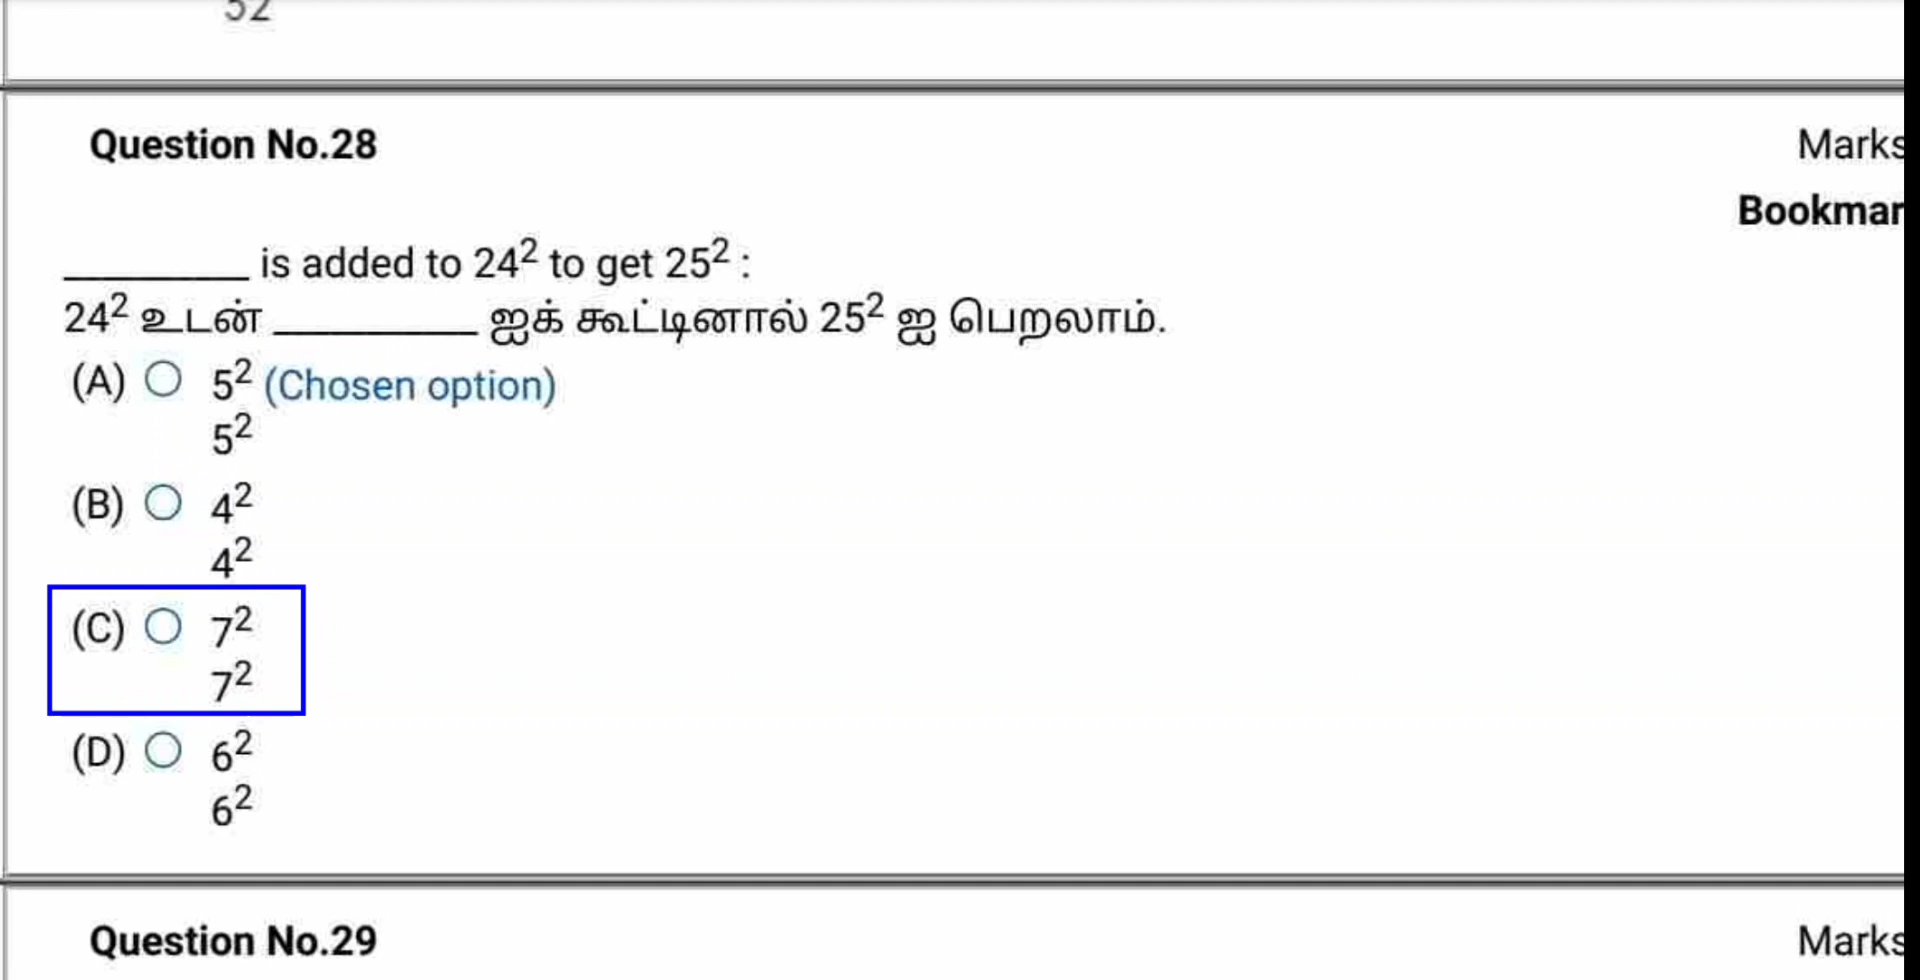 52
Question No.28
Marks
Bookmar
________ is added to 24² to get 25² :
24² உடன் ________ ஐக் கூட்டினால் 25² ஐ பெறலாம்.
(A) 5² (Chosen option)
5²
(B) 4²
4²
(C) 7²
7²
(D) 6²
6²
Question No.29
Marks